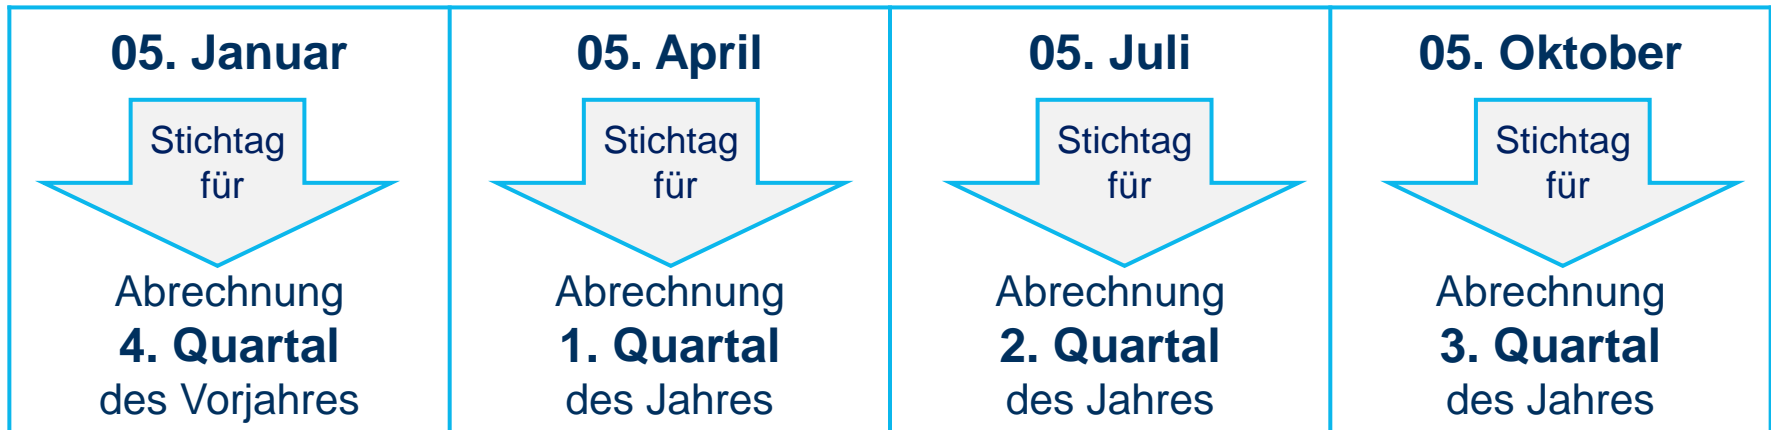 05. Januar
Stichtag
für
Abrechnung
4. Quartal
des Vorjahres
05. April
Stichtag
für
Abrechnung
1. Quartal
des Jahres
05. Juli
Stichtag
für
Abrechnung
2. Quartal
des Jahres
05. Oktober
Stichtag
für
Abrechnung
3. Quartal
des Jahres